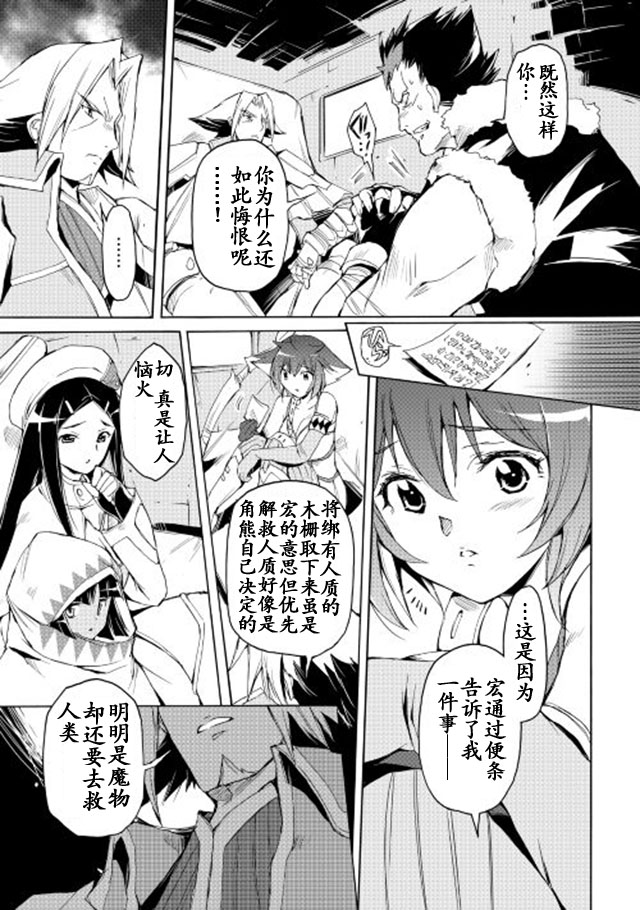 既然这样
你…
你为什么还
如此悔恨呢
……！
……
…这是因为
宏通过便条
告诉了我
一件事——
将绑有人质的
木栅取下来虽是
宏的意思但优先
解救人质好像是
角熊自己决定的
切 真是让人
恼火
明明是魔物
却还要去救
人类